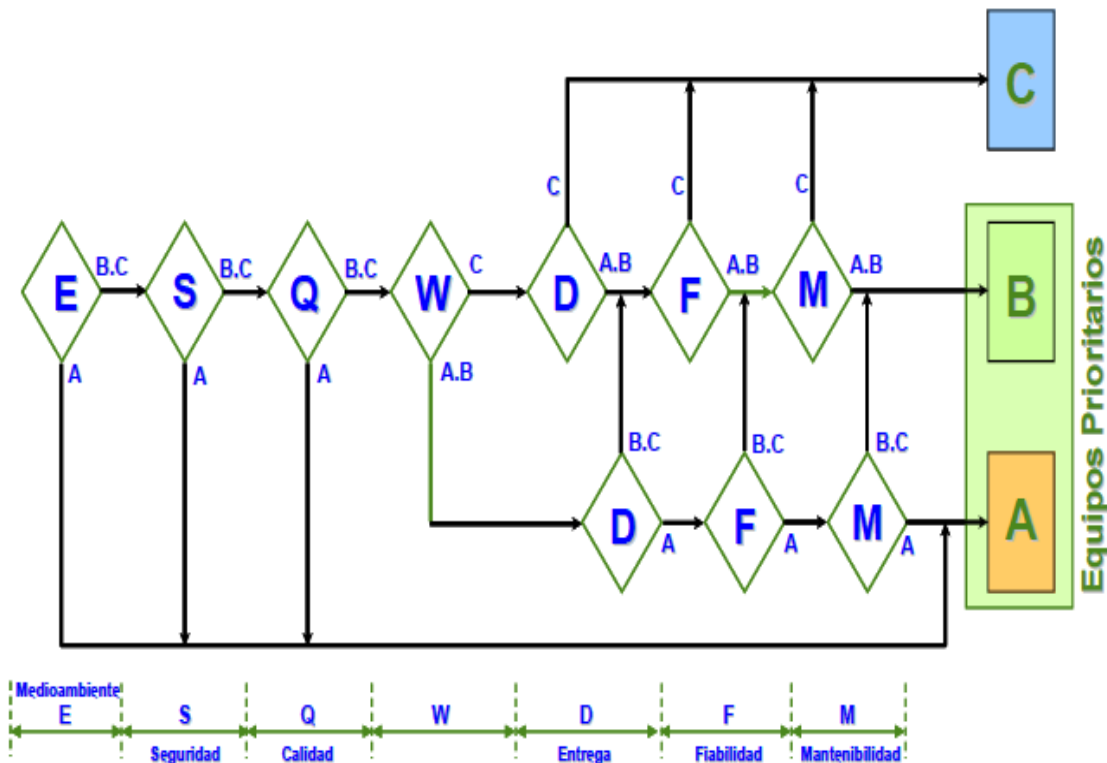 C
C
C
C
E
B.C
S
B.C
Q
B.C
W
C
D
A.B
F
A.B
M
A.B
B
A
A
A
A.B
B.C
B.C
B.C
D
A
F
A
M
A
A
Equipos Prioritarios
Medioambiente
E
S
Q
W
D
F
M
Seguridad
Calidad
Entrega
Fiabilidad
Mantenibilidad